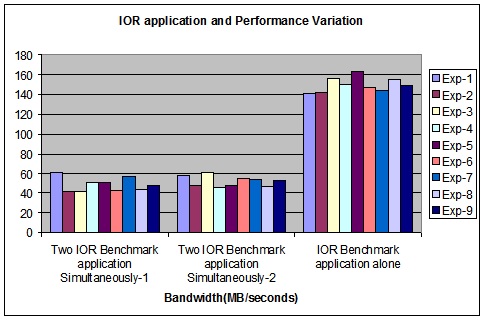 IOR application and Performance Variation
180
160
140
120
100
80
60
40
20
0
Two IOR Benchmark
application
Simultaneously-1
Two IOR Benchmark
application
Simultaneously-2
IOR Benchmark
application alone
Bandwidth(MB/seconds)
Exp-1
Exp-2
Exp-3
Exp-4
Exp-5
Exp-6
Exp-7
Exp-8
Exp-9